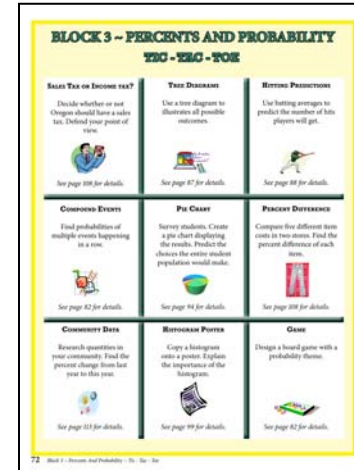 BLOCK 3 ~ PERCENTS AND PROBABILITY
TIC - TAC - TOE
SALES TAX OR INCOME TAX?
Decide whether or not
Oregon should have a sales
tax. Defend your point of
view.
See page 108 for details.
TREE DIAGRAMS
Use a tree diagram to
illustrates all possible
outcomes.
See page 87 for details.
HITTING PREDICTIONS
Use batting averages to
predict the number of hits
players will get.
See page 88 for details.
COMPOUND EVENTS
Find probabilities of
multiple events happening
in a row.
See page 82 for details.
PIE CHART
Survey students. Create
a pie chart displaying
the results. Predict the
choices the entire student
population would make.
See page 94 for details.
PERCENT DIFFERENCE
Compare five different item
costs in two stores. Find the
percent difference of each
item.
See page 108 for details.
COMMUNITY DATA
Research quantities in
your community. Find the
percent change from last
year to this year.
See page 113 for details.
HISTOGRAM POSTER
Copy a histogram
onto a poster. Explain
the importance of the
histogram.
See page 99 for details.
GAME
Design a board game with a
probability theme.
See page 82 for details.
72 Block 3 ~ Percents And Probability ~ Tic - Tac - Toe